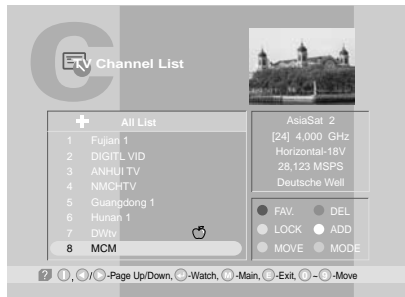 C
TV Channel List
All List
1 Fujian 1
2 DIGITL VID
3 ANHUI TV
4 NMCHTV
5 Guangdong 1
6 Hunan 1
7 DWtv
8 MCM
AsiaSat 2
[24] 4,000 GHz
Horizontal-18V
28,123 MSPS
Deutsche Well
FAV. DEL
LOCK ADD
MOVE MODE
? , / -Page Up/Down, -Watch, M -Main, E -Exit, 0 ~ 9 -Move